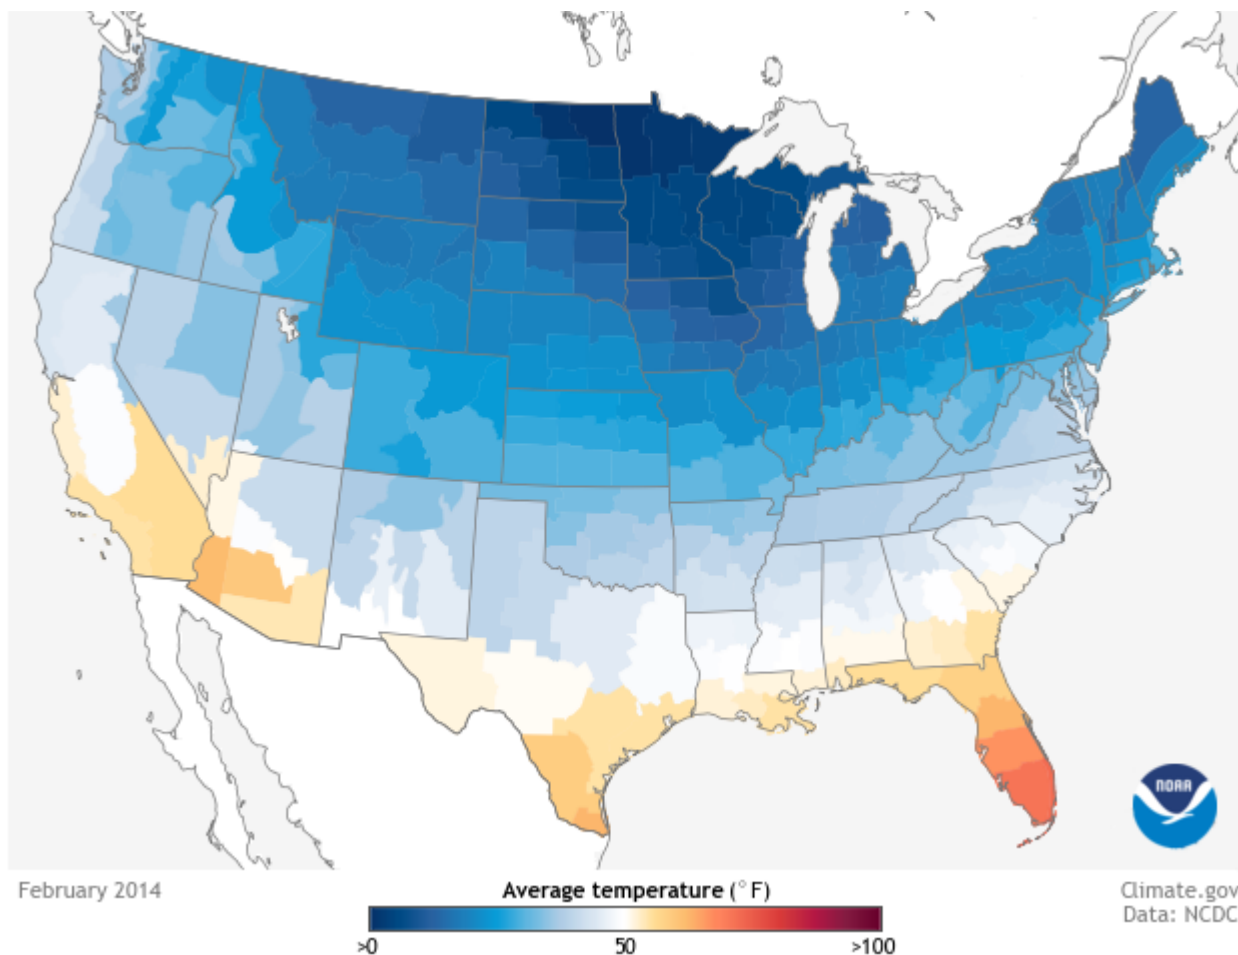 NOAA
February 2014
Average temperature (°F)
Climate.gov
Data: NCDC
>0
50
>100